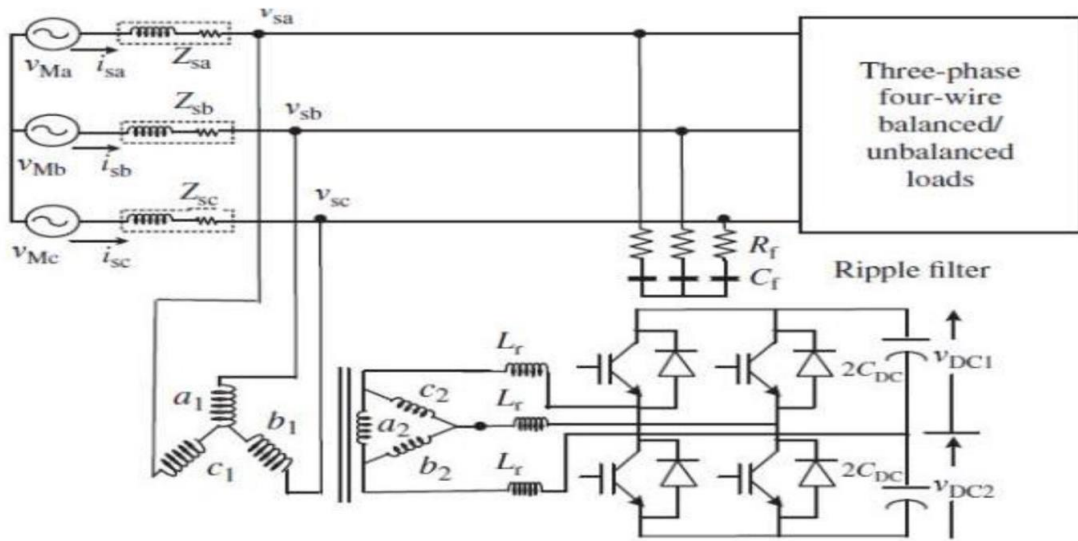 v_sa
v_Ma
i_sa
Z_sa
v_sb
Z_sb
v_Mb
i_sb
v_sc
Z_sc
v_Mc
i_sc
Three-phase
four-wire
balanced/
unbalanced
loads
R_f
C_f
Ripple filter
L_r
L_r
L_r
a_1
b_1
c_1
c_2
a_2
b_2
2C_DC
v_DC1
2C_DC
v_DC2